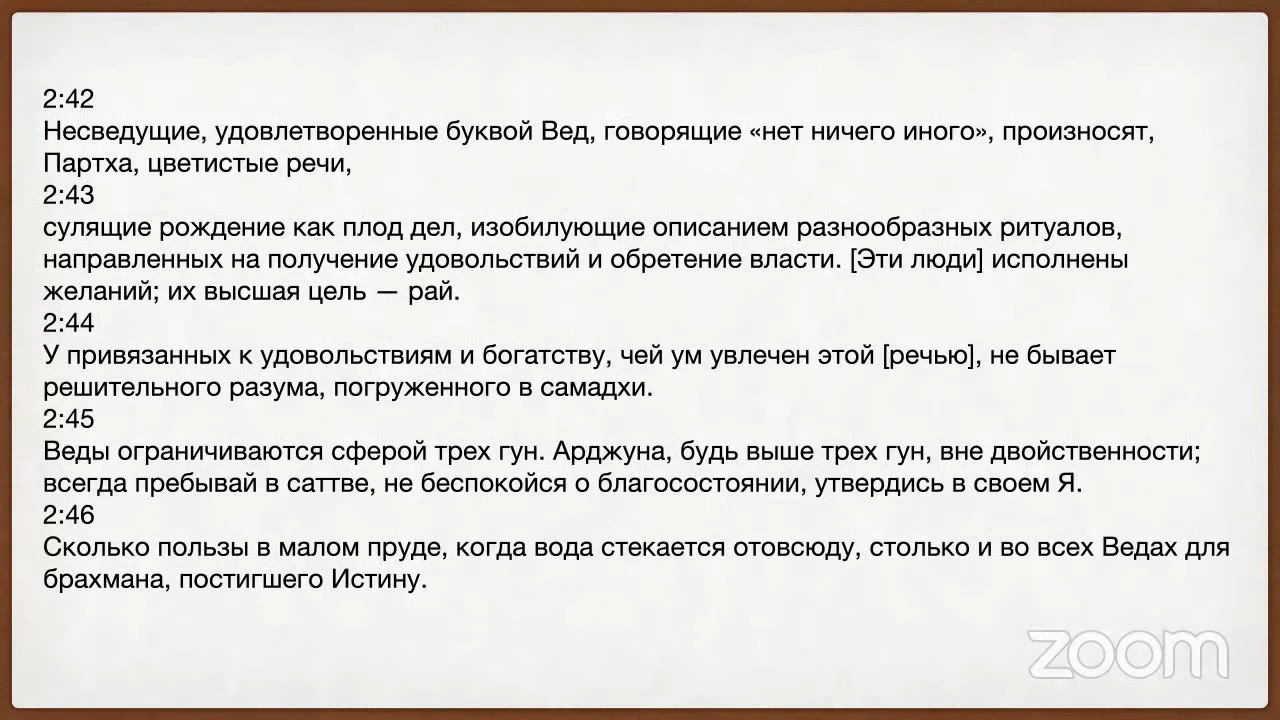 2:42
Несведущие, удовлетворенные буквой Вед, говорящие «нет ничего иного», произносят,
Партха, цветистые речи,
2:43
сулящие рождение как плод дел, изобилующие описанием разнообразных ритуалов,
направленных на получение удовольствий и обретение власти. [Эти люди] исполнены
желаний; их высшая цель — рай.
2:44
У привязанных к удовольствиям и богатству, чей ум увлечен этой [речью], не бывает
решительного разума, погруженного в самадхи.
2:45
Веды ограничиваются сферой трех гун. Арджуна, будь выше трех гун, вне двойственности;
всегда пребывай в саттве, не беспокойся о благосостоянии, утвердись в своем Я.
2:46
Сколько пользы в малом пруде, когда вода стекается отовсюду, столько и во всех Ведах для
брахмана, постигшего Истину.
zoom